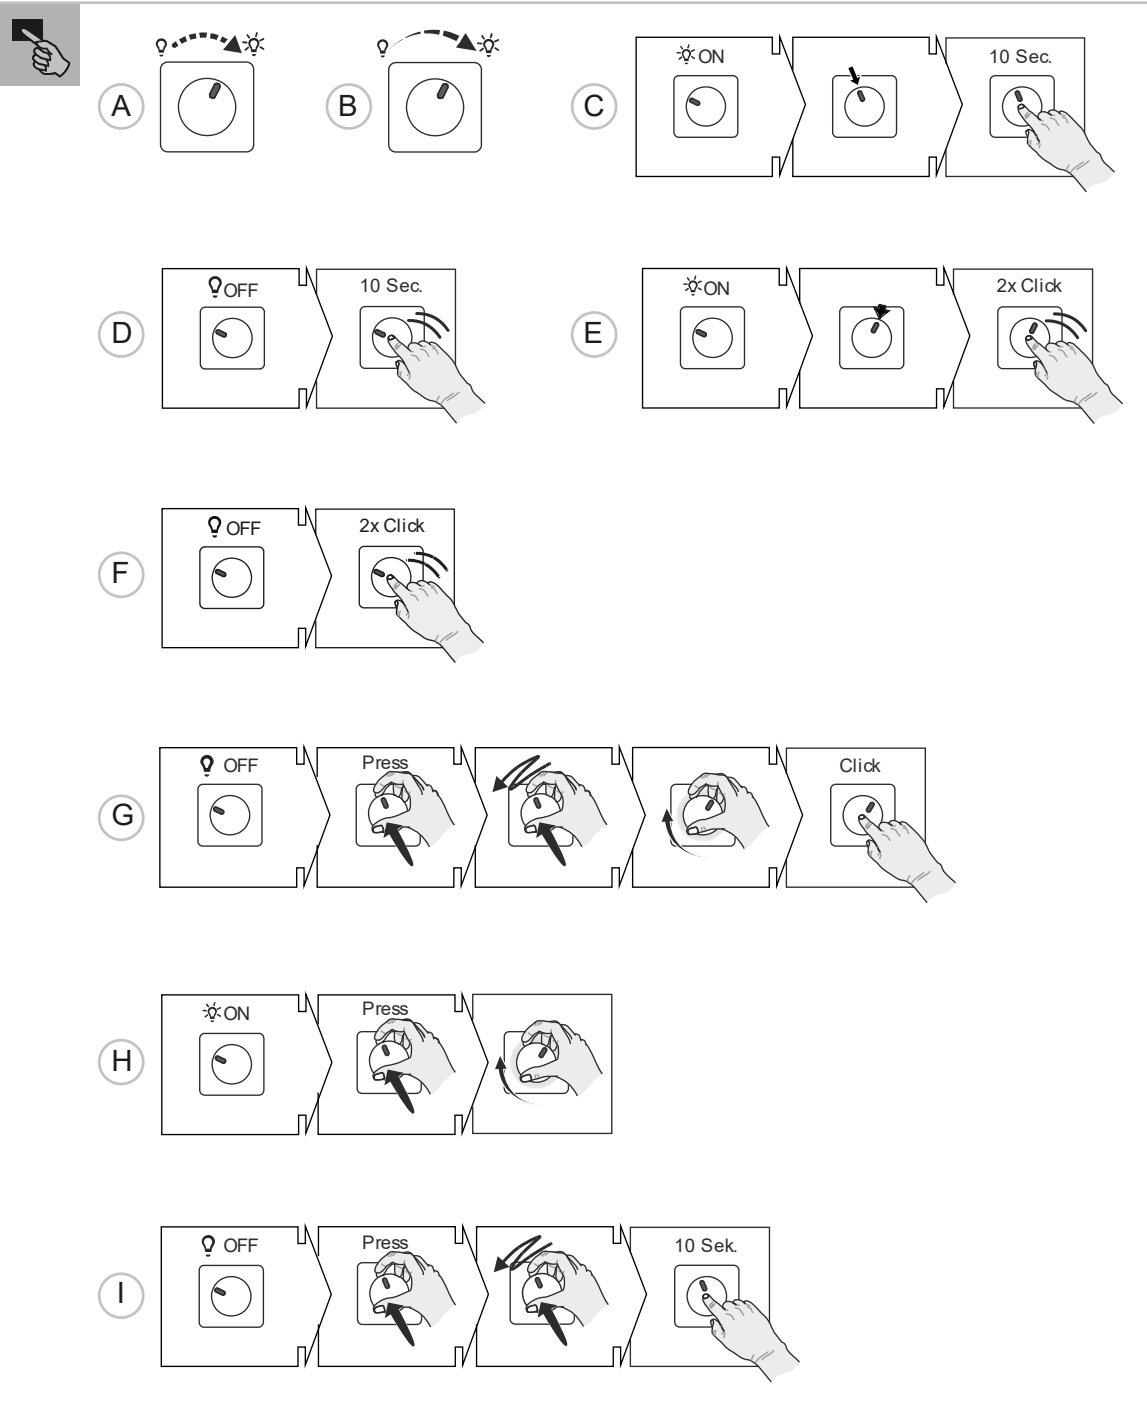 A
B
C
ON
10 Sec.
D
OFF
10 Sec.
E
ON
2x Click
F
OFF
2x Click
G
OFF
Press
Click
H
ON
Press
I
OFF
Press
10 Sek.